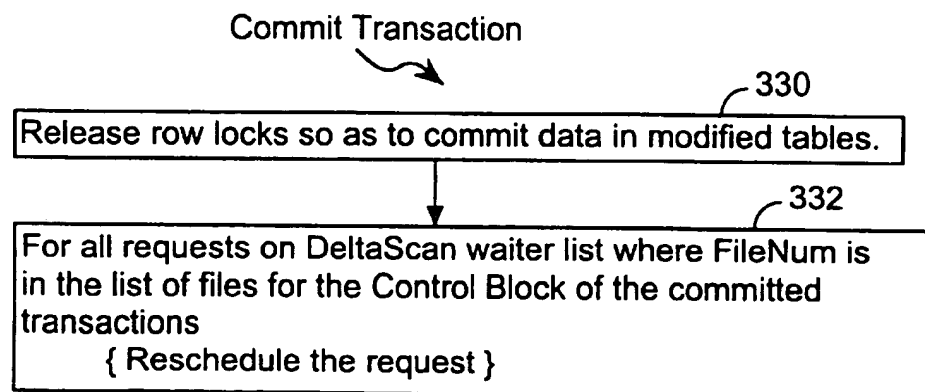 Commit Transaction
330
Release row locks so as to commit data in modified tables.
332
For all requests on DeltaScan waiter list where FileNum is
in the list of files for the Control Block of the committed
transactions
{ Reschedule the request }